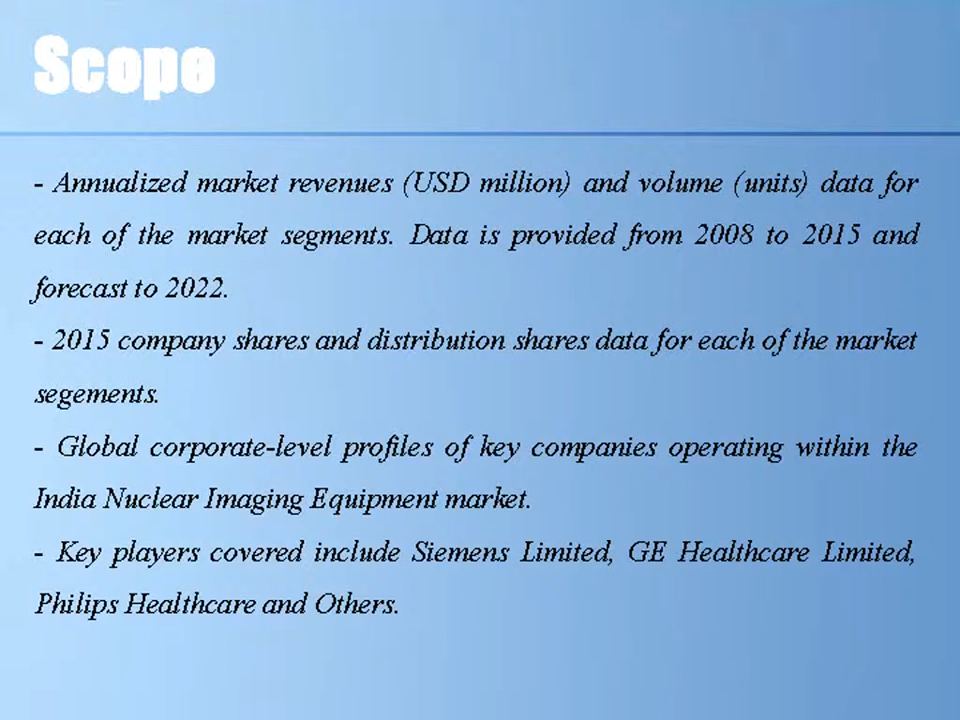 Scope
- Annualized market revenues (USD million) and volume (units) data for
each of the market segments. Data is provided from 2008 to 2015 and
forecast to 2022.
- 2015 company shares and distribution shares data for each of the market
segements.
- Global corporate-level profiles of key companies operating within the
India Nuclear Imaging Equipment market.
- Key players covered include Siemens Limited, GE Healthcare Limited,
Philips Healthcare and Others.